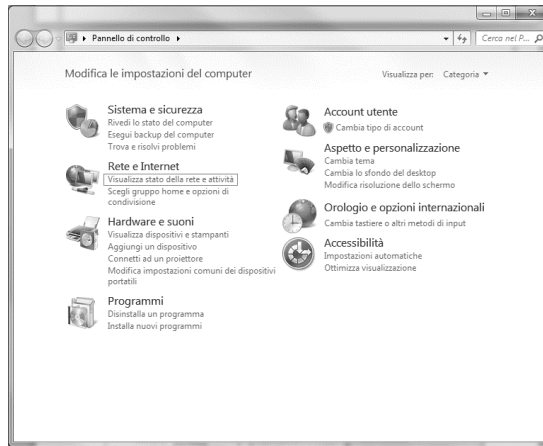 Pannello di controllo
Cerca nel P...
Modifica le impostazioni del computer
Visualizza per: Categoria
Sistema e sicurezza
Rivedi lo stato del computer
Esegui backup del computer
Trova e risolvi problemi
Rete e Internet
Visualizza stato della rete e attività
Scegli gruppo home e opzioni di
condivisione
Hardware e suoni
Visualizza dispositivi e stampanti
Aggiungi un dispositivo
Connetti ad un proiettore
Modifica impostazioni comuni dei dispositivi
portatili
Programmi
Disinstalla un programma
Installa nuovi programmi
Account utente
Cambia tipo di account
Aspetto e personalizzazione
Cambia tema
Cambia lo sfondo del desktop
Modifica risoluzione dello schermo
Orologio e opzioni internazionali
Cambia tastiere o altri metodi di input
Accessibilità
Impostazioni automatiche
Ottimizza visualizzazione